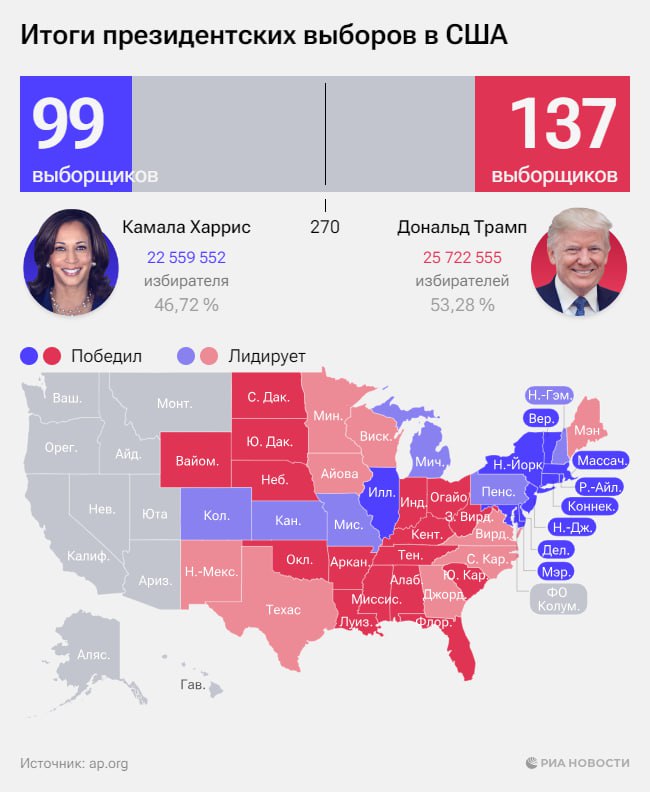 Итоги президентских выборов в США
99
выборщиков
137
выборщиков
Камала Харрис
22 559 552
избирателя
46,72 %
270
Дональд Трамп
25 722 555
избирателей
53,28 %
Победил
Лидирует
Ваш.
Монт.
С. Дак.
Мин.
Н.-Гэм.
Вер.
Мэн
Орег.
Айд.
Вайом.
Ю. Дак.
Виск.
Мич.
Н.-Йорк
Массач.
Неб.
Айова
Пенс.
Р.-Айл.
Нев.
Юта
Кол.
Кан.
Мис.
Илл.
Инд.
Огайо
З. Вирд.
Вирд.
Коннек.
Н.-Дж.
Калиф.
Ариз.
Н.-Мекс.
Окл.
Аркан.
Кент.
Тен.
С. Кар.
Дел.
Мэр.
Техас
Миссис.
Алаб.
Ю. Кар.
Джорд.
ФО
Колум.
Луиз.
Флор.
Аляс.
Гав.
Источник: ap.org
РИА НОВОСТИ